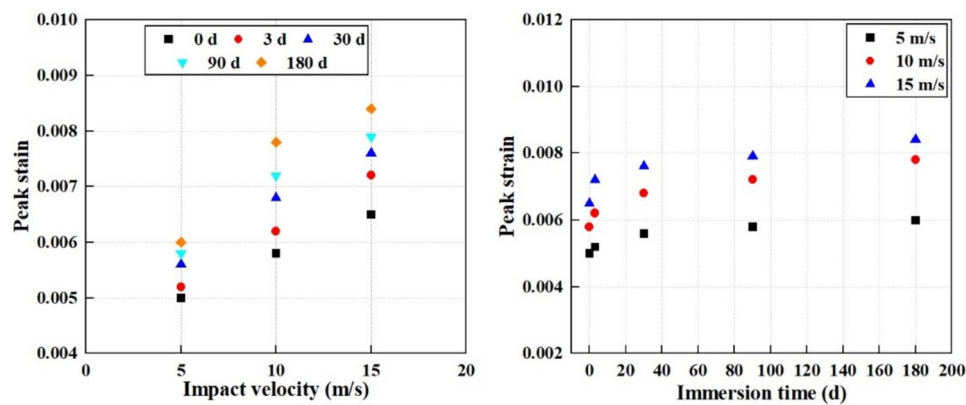 0.010
0.009
0.008
0.007
0.006
0.005
0.004
Peak stain
0 d 3 d 30 d
90 d 180 d
0 5 10 15 20
Impact velocity (m/s)
0.012
0.010
0.008
0.006
0.004
0.002
Peak strain
5 m/s
10 m/s
15 m/s
0 20 40 60 80 100 120 140 160 180 200
Immersion time (d)